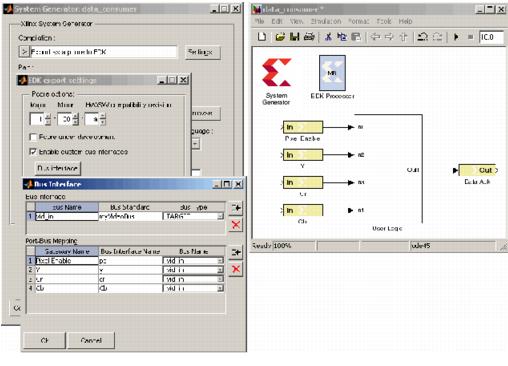 System Generator: data_consumer
Xilinx System Generator
Compilation :
> Export as pcore to EDK
Settings
Part :
EDK export settings
Pcore options:
Major Minor HW/SW compatibility revision
1 00 a
Pcore under development
Enable custom bus interfaces
Bus Interface
Bus Interface
Bus Interface
Bus Name Bus Standard Bus Type
1 vid_in myVideoBus TARGET
Port-Bus Mapping
Gateway Name Bus Interface Name Bus Name
1 Pixel Enable pe vid_in
2 Y y vid_in
3 Cr cr vid_in
4 Cb cb vid_in
OK Cancel
data_consumer *
File Edit View Simulation Format Tools Help
10.0
System Generator
MB
EDK Processor
In
Pixel Enable
In
Y
In
Cr
In
Cb
Out
User Logic
Out
Data Ack
Ready 100% ode45